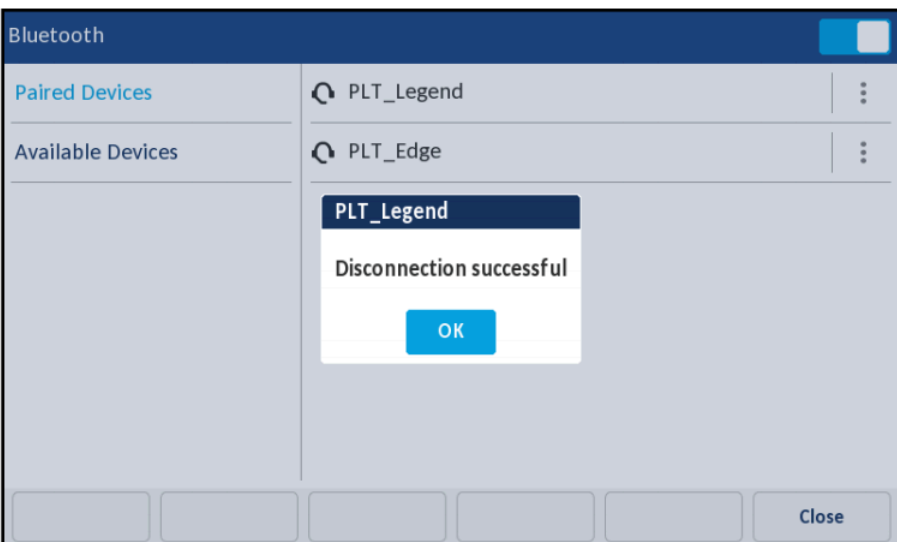 Bluetooth
Paired Devices
PLT_Legend
Available Devices
PLT_Edge
PLT_Legend
Disconnection successful
OK
Close